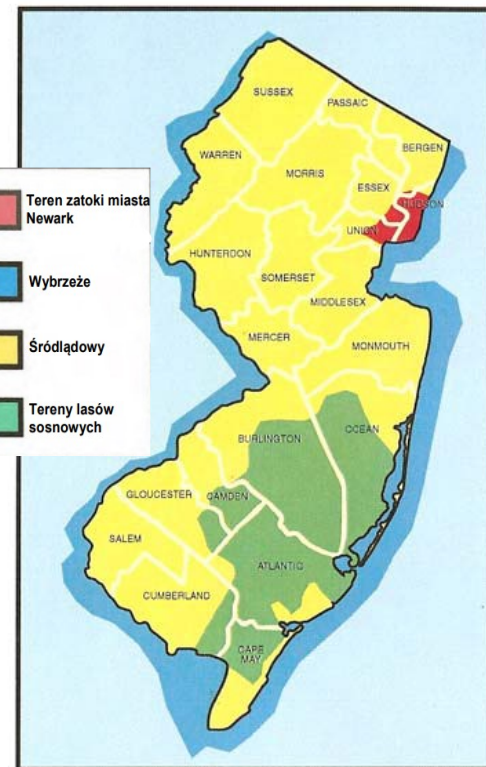 Teren zatoki miasta
Newark
Wybrzeże
Śródlądowy
Tereny lasów
sosnowych
SUSSEX
PASSAIC
BERGEN
WARREN
MORRIS
ESSEX
HUDSON
UNION
HUNTERDON
SOMERSET
MIDDLESEX
MERCER
MONMOUTH
OCEAN
BURLINGTON
GLOUCESTER
CAMDEN
SALEM
ATLANTIC
CUMBERLAND
CAPE
MAY